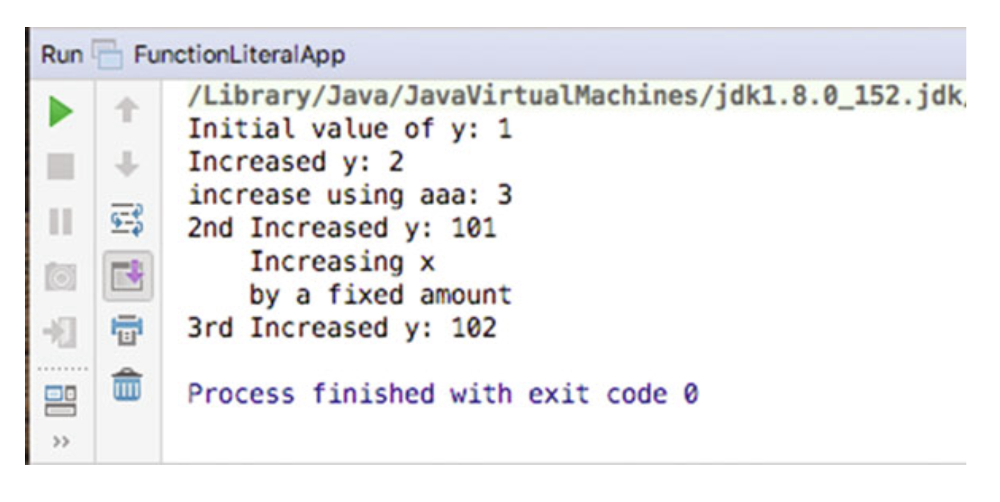 Run FunctionLiteralApp
/Library/Java/JavaVirtualMachines/jdk1.8.0_152.jdk/
Initial value of y: 1
Increased y: 2
increase using aaa: 3
2nd Increased y: 101
    Increasing x
    by a fixed amount
3rd Increased y: 102
Process finished with exit code 0